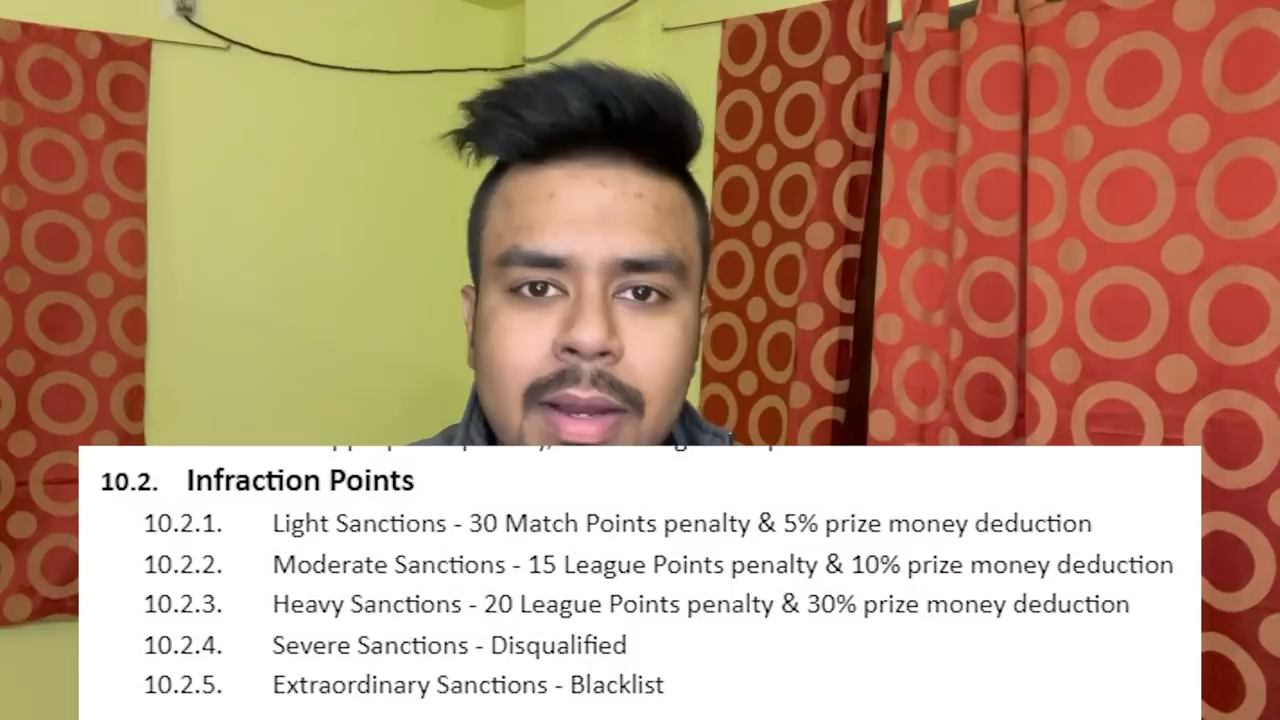 10.2. Infraction Points
10.2.1. Light Sanctions - 30 Match Points penalty & 5% prize money deduction
10.2.2. Moderate Sanctions - 15 League Points penalty & 10% prize money deduction
10.2.3. Heavy Sanctions - 20 League Points penalty & 30% prize money deduction
10.2.4. Severe Sanctions - Disqualified
10.2.5. Extraordinary Sanctions - Blacklist